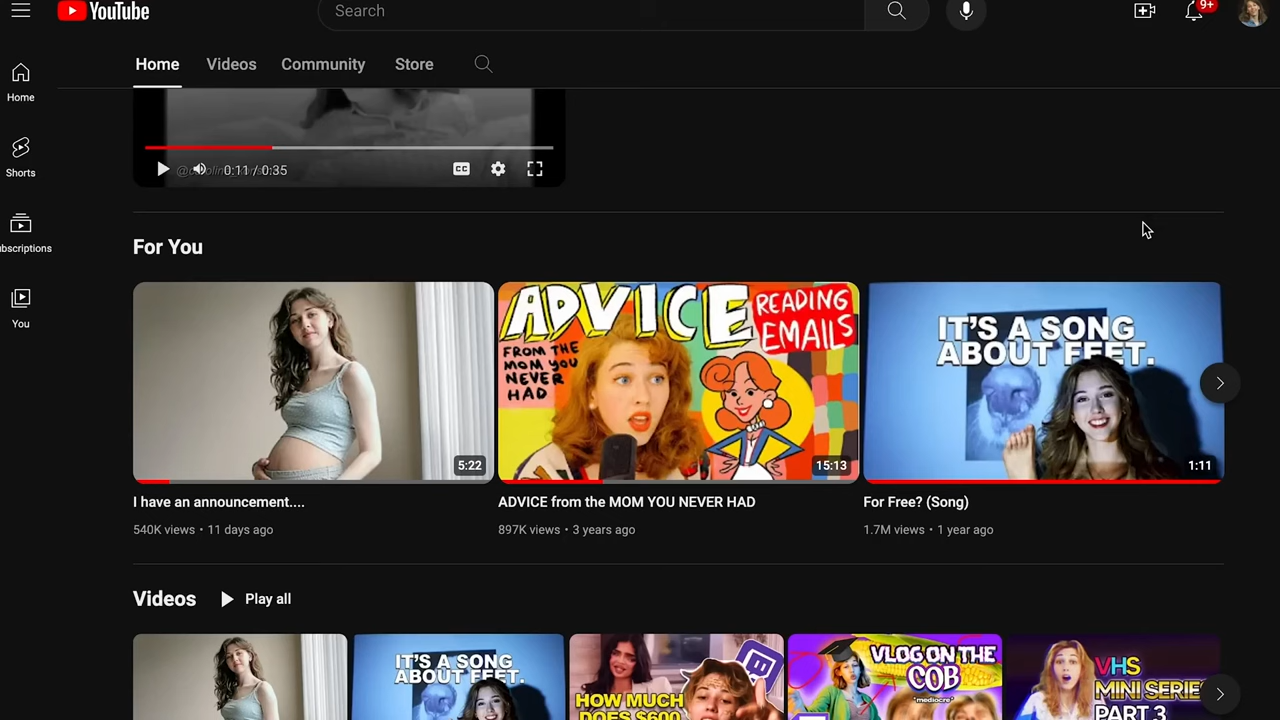 YouTube
Search
9+
Home
Videos
Community
Store
Home
Shorts
bscriptions
You
0:11 / 0:35
CC
For You
5:22
I have an announcement....
540K views • 11 days ago
ADVICE
READING
EMAILS
FROM THE
MOM YOU
NEVER
HAD
15:13
ADVICE from the MOM YOU NEVER HAD
897K views • 3 years ago
IT'S A SONG
ABOUT FEET.
1:11
For Free? (Song)
1.7M views • 1 year ago
Videos
Play all
IT'S A SONG
ABOUT FEET.
HOW MUCH
DOES $600
VLOG ON THE
COB
"mediocre"
VHS
MINI SERIES
PART 3